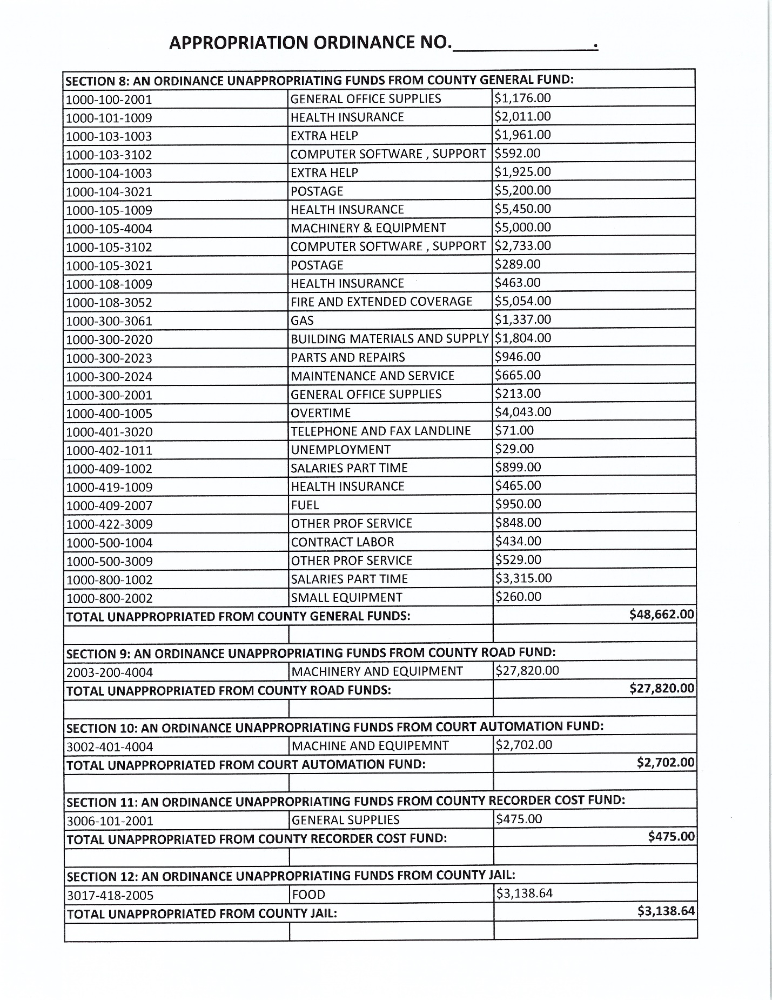 APPROPRIATION ORDINANCE NO.________________.
SECTION 8: AN ORDINANCE UNAPPROPRIATING FUNDS FROM COUNTY GENERAL FUND:
1000-100-2001 GENERAL OFFICE SUPPLIES $1,176.00
1000-101-1009 HEALTH INSURANCE $2,011.00
1000-103-1003 EXTRA HELP $1,961.00
1000-103-3102 COMPUTER SOFTWARE , SUPPORT $592.00
1000-104-1003 EXTRA HELP $1,925.00
1000-104-3021 POSTAGE $5,200.00
1000-105-1009 HEALTH INSURANCE $5,450.00
1000-105-4004 MACHINERY & EQUIPMENT $5,000.00
1000-105-3102 COMPUTER SOFTWARE , SUPPORT $2,733.00
1000-105-3021 POSTAGE $289.00
1000-108-1009 HEALTH INSURANCE $463.00
1000-108-3052 FIRE AND EXTENDED COVERAGE $5,054.00
1000-300-3061 GAS $1,337.00
1000-300-2020 BUILDING MATERIALS AND SUPPLY $1,804.00
1000-300-2023 PARTS AND REPAIRS $946.00
1000-300-2024 MAINTENANCE AND SERVICE $665.00
1000-300-2001 GENERAL OFFICE SUPPLIES $213.00
1000-400-1005 OVERTIME $4,043.00
1000-401-3020 TELEPHONE AND FAX LANDLINE $71.00
1000-402-1011 UNEMPLOYMENT $29.00
1000-409-1002 SALARIES PART TIME $899.00
1000-419-1009 HEALTH INSURANCE $465.00
1000-409-2007 FUEL $950.00
1000-422-3009 OTHER PROF SERVICE $848.00
1000-500-1004 CONTRACT LABOR $434.00
1000-500-3009 OTHER PROF SERVICE $529.00
1000-800-1002 SALARIES PART TIME $3,315.00
1000-800-2002 SMALL EQUIPMENT $260.00
TOTAL UNAPPROPRIATED FROM COUNTY GENERAL FUNDS: $48,662.00
SECTION 9: AN ORDINANCE UNAPPROPRIATING FUNDS FROM COUNTY ROAD FUND:
2003-200-4004 MACHINERY AND EQUIPMENT $27,820.00
TOTAL UNAPPROPRIATED FROM COUNTY ROAD FUNDS: $27,820.00
SECTION 10: AN ORDINANCE UNAPPROPRIATING FUNDS FROM COURT AUTOMATION FUND:
3002-401-4004 MACHINE AND EQUIPEMNT $2,702.00
TOTAL UNAPPROPRIATED FROM COURT AUTOMATION FUND: $2,702.00
SECTION 11: AN ORDINANCE UNAPPROPRIATING FUNDS FROM COUNTY RECORDER COST FUND:
3006-101-2001 GENERAL SUPPLIES $475.00
TOTAL UNAPPROPRIATED FROM COUNTY RECORDER COST FUND: $475.00
SECTION 12: AN ORDINANCE UNAPPROPRIATING FUNDS FROM COUNTY JAIL:
3017-418-2005 FOOD $3,138.64
TOTAL UNAPPROPRIATED FROM COUNTY JAIL: $3,138.64